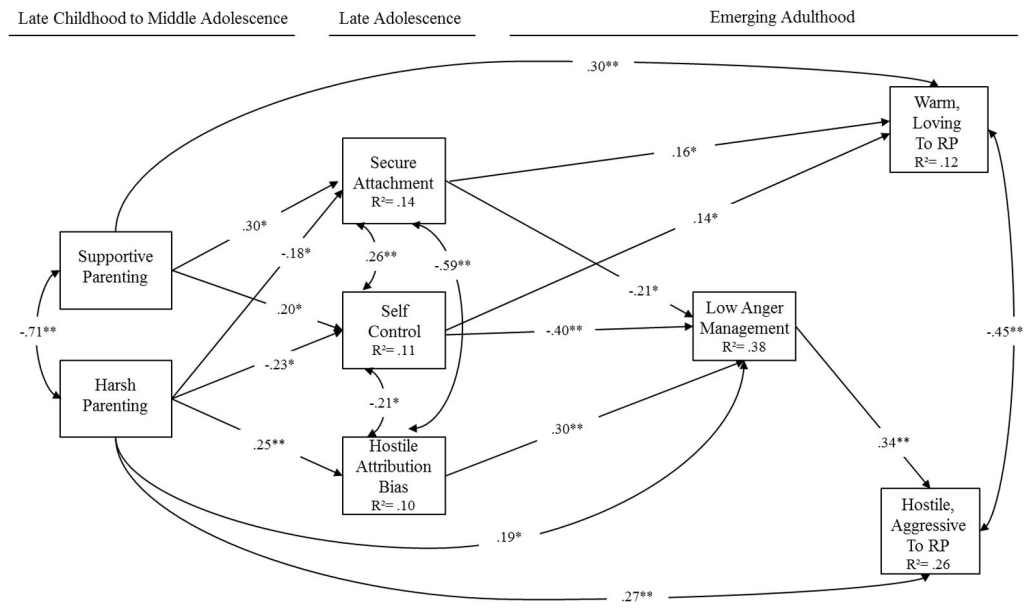 Late Childhood to Middle Adolescence
Late Adolescence
Emerging Adulthood
.30**
Warm,
Loving
To RP
R²= .12
Secure
Attachment
R²= .14
.16*
.14*
.30*
-.18*
.26**
-.59**
Supportive
Parenting
.20*
-.21*
Self
Control
R²= .11
-.40**
Low Anger
Management
R²= .38
-.71**
-.45**
-.23*
Harsh
Parenting
-.21*
.25**
.30**
.34**
Hostile
Attribution
Bias
R²= .10
Hostile,
Aggressive
To RP
R²= .26
.19*
.27**